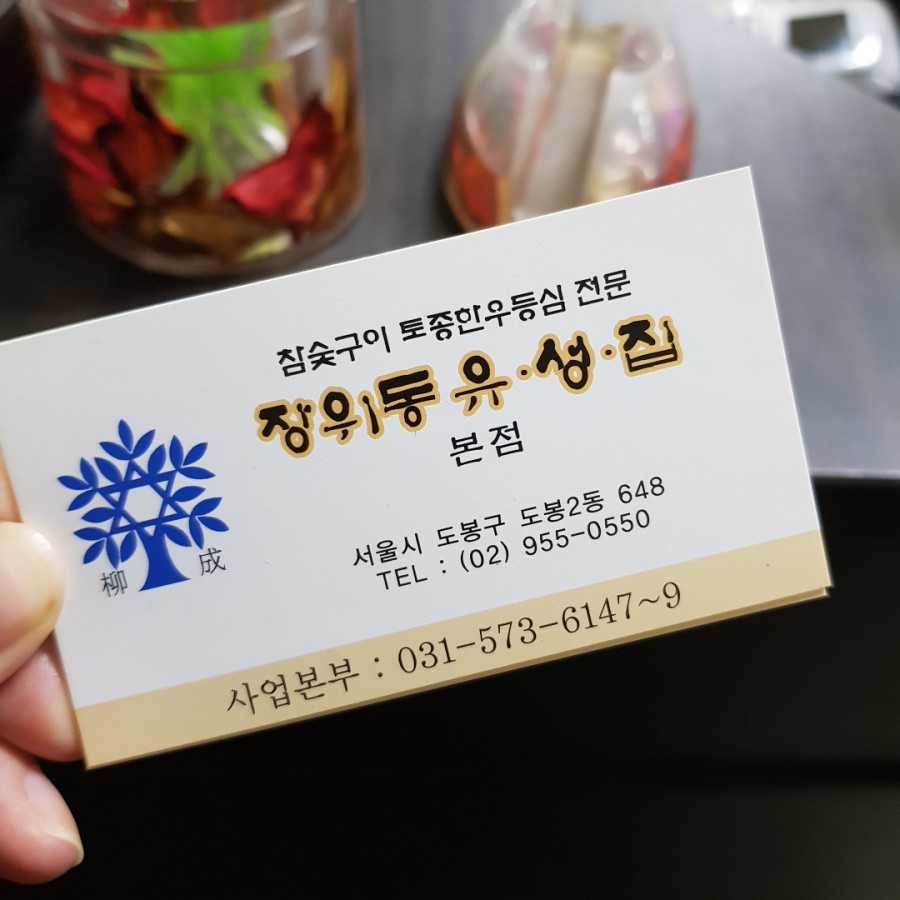 참숯구이 토종한우등심 전문
장위동 유·성·집
본점
柳 成
서울시 도봉구 도봉2동 648
TEL : (02) 955-0550
사업본부 : 031-573-6147~9